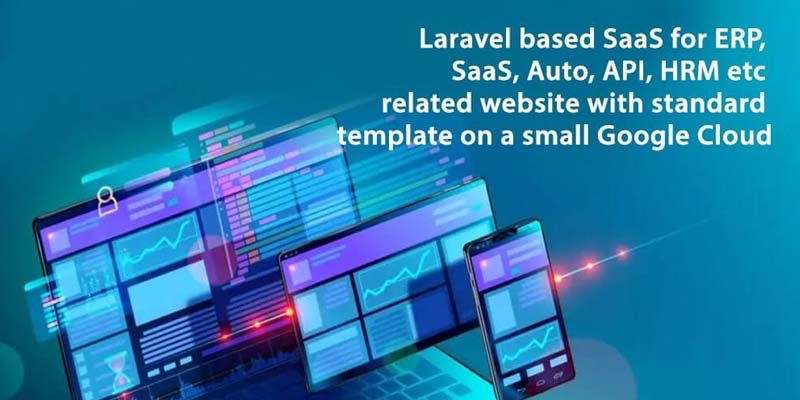 Laravel based SaaS for ERP,
SaaS, Auto, API, HRM etc
related website with standard
template on a small Google Cloud